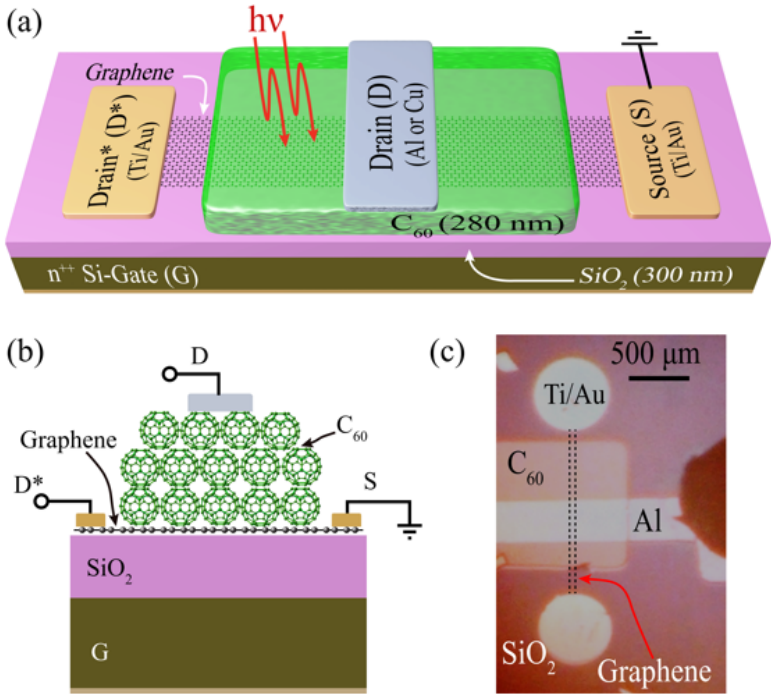 (a)
hν
Graphene
Drain* (D*)
(Ti/Au)
Drain (D)
(Al or Cu)
Source (S)
(Ti/Au)
C60 (280 nm)
n++ Si-Gate (G)
SiO2 (300 nm)
(b)
D
Graphene
C60
D*
S
SiO2
G
(c)
500 μm
Ti/Au
C60
Al
SiO2
Graphene